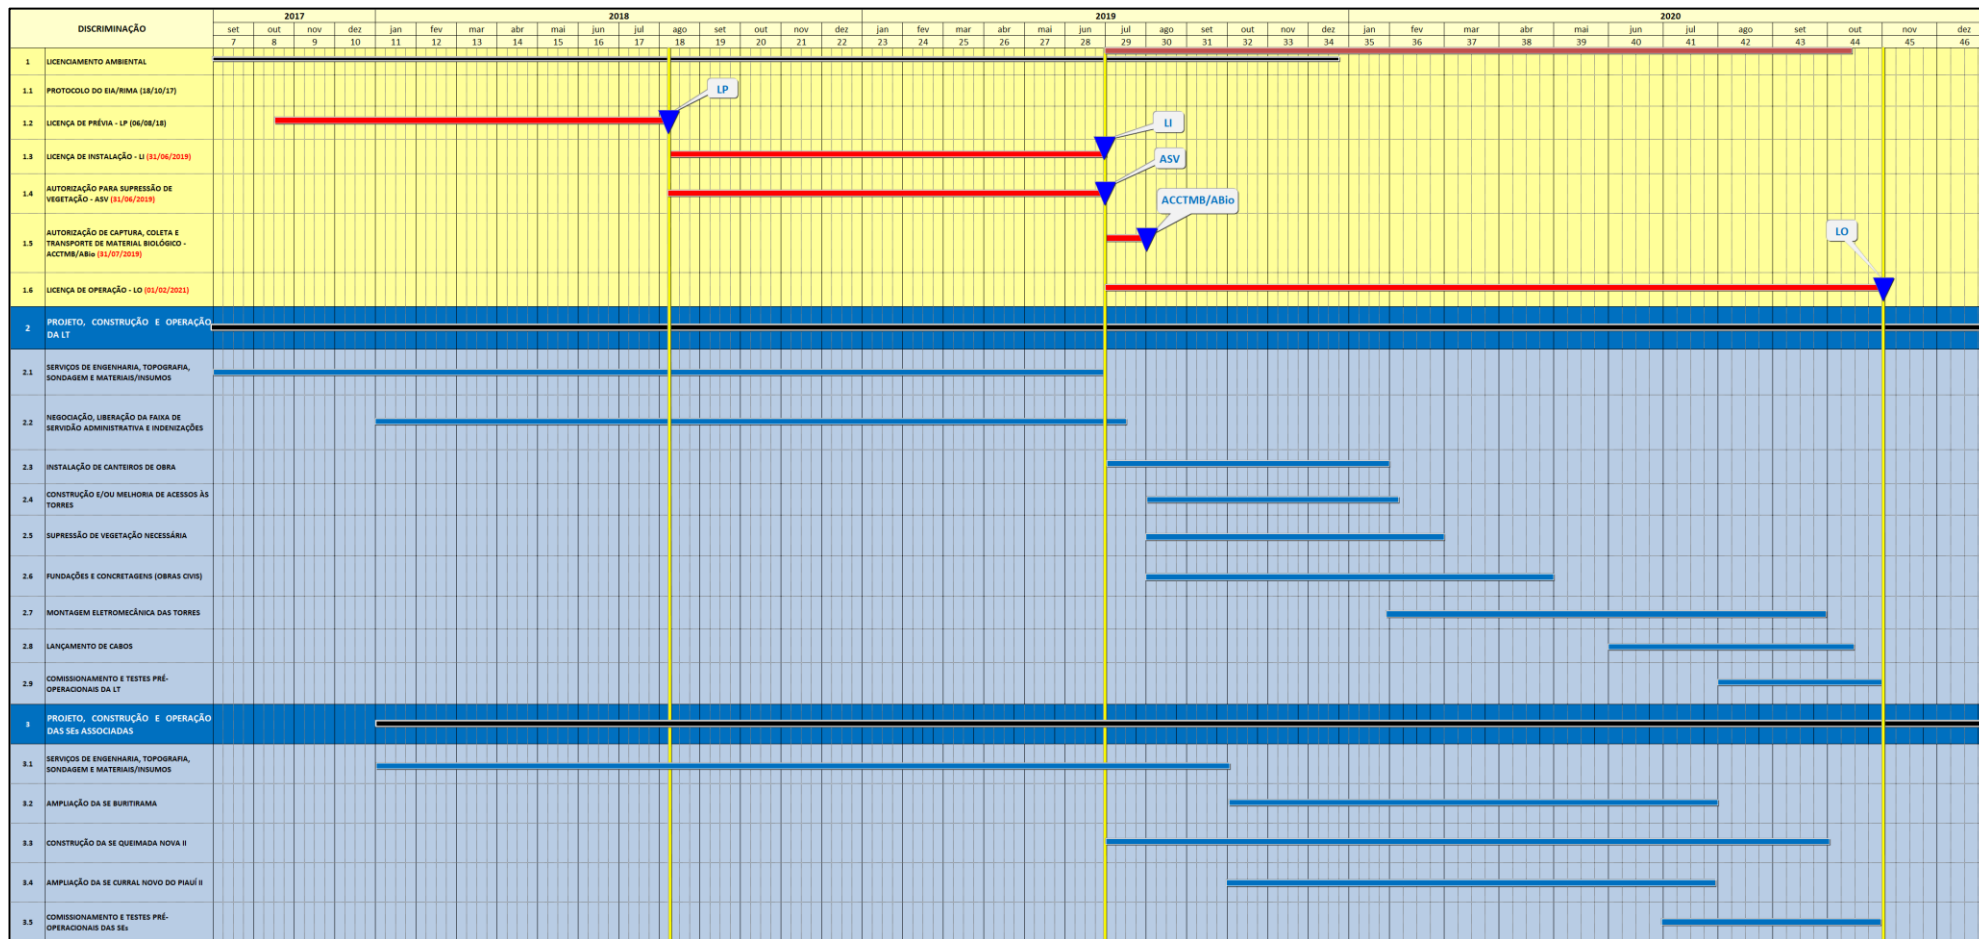 DISCRIMINAÇÃO
2017 2018 2019 2020
set out nov dez jan fev mar abr mai jun jul ago set out nov dez jan fev mar abr mai jun jul ago set out nov dez jan fev mar abr mai jun jul ago set out nov dez
7 8 9 10 11 12 13 14 15 16 17 18 19 20 21 22 23 24 25 26 27 28 29 30 31 32 33 34 35 36 37 38 39 40 41 42 43 44 45 46
1 LICENCIAMENTO AMBIENTAL
1.1 PROTOCOLO DO EIA/RIMA (18/10/17)
LP
1.2 LICENÇA DE PRÉVIA - LP (06/08/18)
LI
1.3 LICENÇA DE INSTALAÇÃO - LI (31/06/2019)
ASV
1.4 AUTORIZAÇÃO PARA SUPRESSÃO DE
VEGETAÇÃO - ASV (31/06/2019)
ACCTMB/ABio
1.5 AUTORIZAÇÃO DE CAPTURA, COLETA E
TRANSPORTE DE MATERIAL BIOLÓGICO -
ACCTMB/ABio (31/07/2019)
LO
1.6 LICENÇA DE OPERAÇÃO - LO (01/02/2021)
2 PROJETO, CONSTRUÇÃO E OPERAÇÃO
DA LT
2.1 SERVIÇOS DE ENGENHARIA, TOPOGRAFIA,
SONDAGEM E MATERIAIS/INSUMOS
2.2 NEGOCIAÇÃO, LIBERAÇÃO DA FAIXA DE
SERVIDÃO ADMINISTRATIVA E INDENIZAÇÕES
2.3 INSTALAÇÃO DE CANTEIROS DE OBRA
2.4 CONSTRUÇÃO E/OU MELHORIA DE ACESSOS ÀS
TORRES
2.5 SUPRESSÃO DE VEGETAÇÃO NECESSÁRIA
2.6 FUNDAÇÕES E CONCRETAGENS (OBRAS CIVIS)
2.7 MONTAGEM ELETROMECÂNICA DAS TORRES
2.8 LANÇAMENTO DE CABOS
2.9 COMISSIONAMENTO E TESTES PRÉ-
OPERACIONAIS DA LT
3 PROJETO, CONSTRUÇÃO E OPERAÇÃO
DAS SEs ASSOCIADAS
3.1 SERVIÇOS DE ENGENHARIA, TOPOGRAFIA,
SONDAGEM E MATERIAIS/INSUMOS
3.2 AMPLIAÇÃO DA SE BURITIRAMA
3.3 CONSTRUÇÃO DA SE QUEIMADA NOVA II
3.4 AMPLIAÇÃO DA SE CURRAL NOVO DO PIAUÍ II
3.5 COMISSIONAMENTO E TESTES PRÉ-
OPERACIONAIS DAS SEs